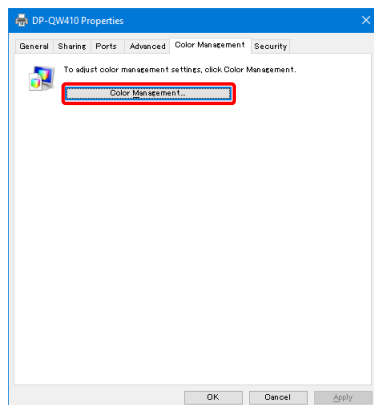 DP-QW410 Properties
General Sharing Ports Advanced Color Management Security
To adjust color management settings, click Color Management.
Color Management...
OK Cancel Apply